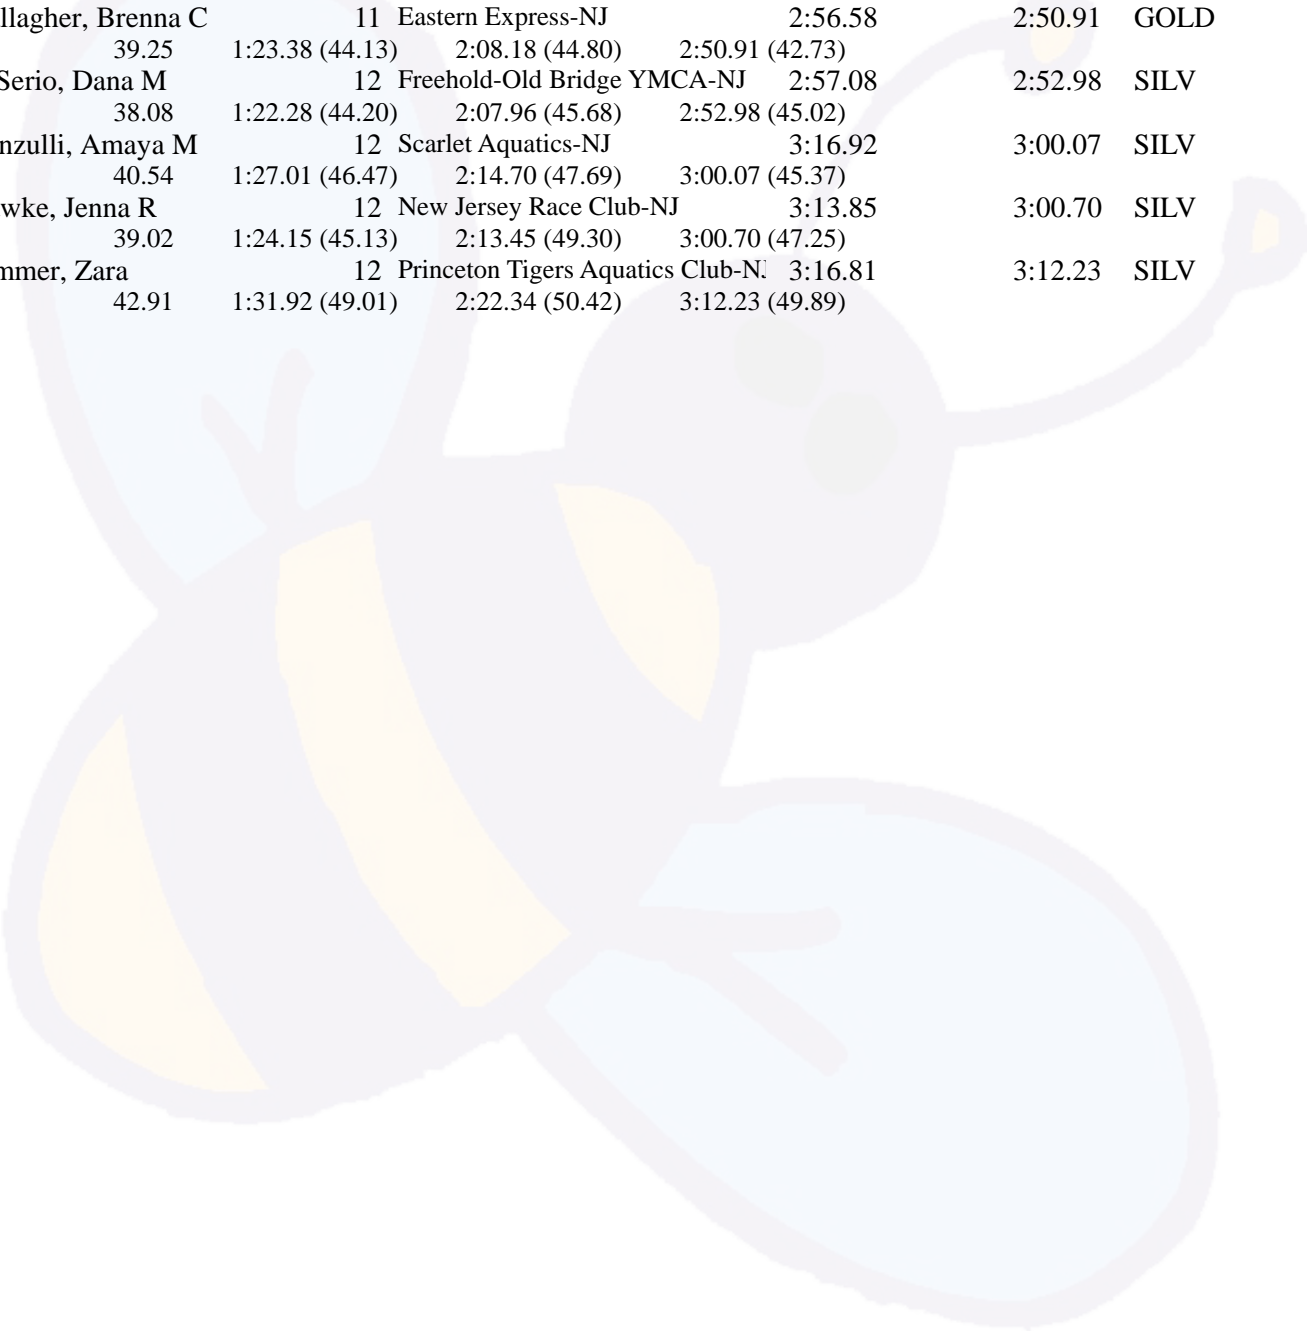 llagher, Brenna C 11 Eastern Express-NJ 2:56.58 2:50.91 GOLD
39.25 1:23.38 (44.13) 2:08.18 (44.80) 2:50.91 (42.73)
Serio, Dana M 12 Freehold-Old Bridge YMCA-NJ 2:57.08 2:52.98 SILV
38.08 1:22.28 (44.20) 2:07.96 (45.68) 2:52.98 (45.02)
nzulli, Amaya M 12 Scarlet Aquatics-NJ 3:16.92 3:00.07 SILV
40.54 1:27.01 (46.47) 2:14.70 (47.69) 3:00.07 (45.37)
wke, Jenna R 12 New Jersey Race Club-NJ 3:13.85 3:00.70 SILV
39.02 1:24.15 (45.13) 2:13.45 (49.30) 3:00.70 (47.25)
mmer, Zara 12 Princeton Tigers Aquatics Club-N 3:16.81 3:12.23 SILV
42.91 1:31.92 (49.01) 2:22.34 (50.42) 3:12.23 (49.89)